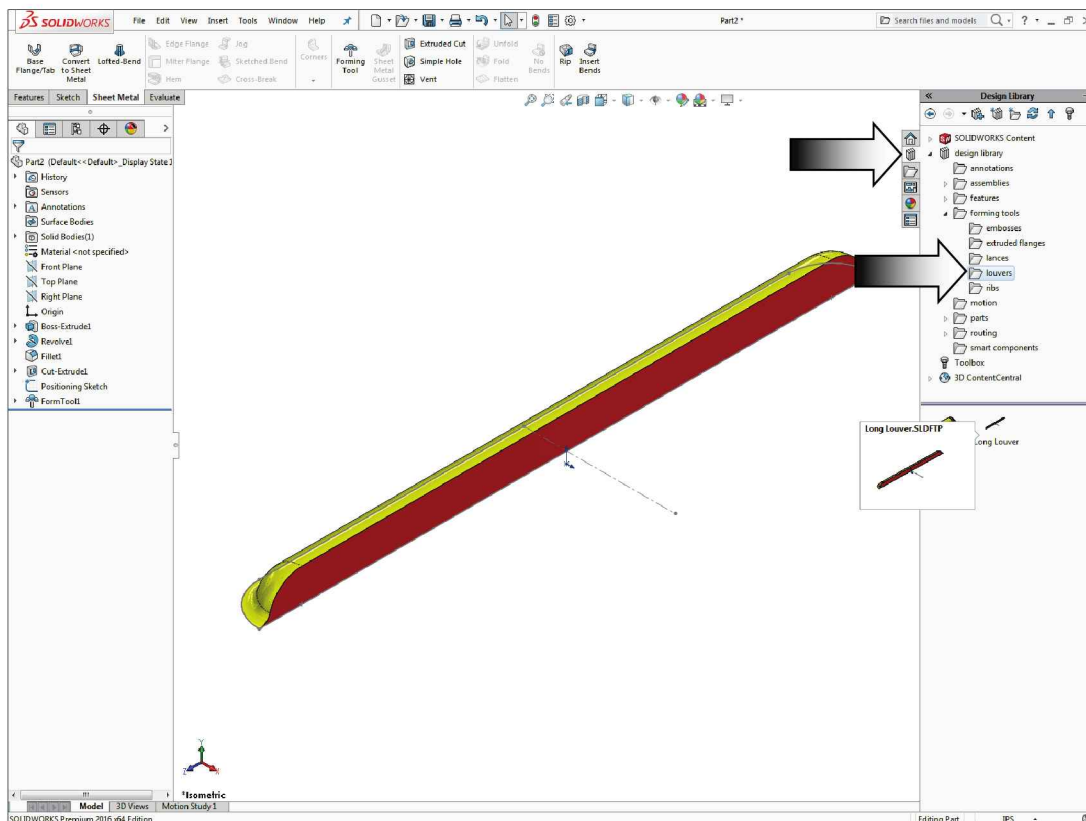 SOLIDWORKS File Edit View Insert Tools Window Help Part2 * Search files and models
Base Flange/Tab
Convert to Sheet Metal
Lofted-Bend
Edge Flange
Miter Flange
Hem
Jog
Sketched Bend
Cross-Break
Corners
Forming Tool
Sheet Metal Gusset
Extruded Cut
Simple Hole
Vent
Unfold
Fold
Flatten
No Bends
Rip
Insert Bends
Features Sketch Sheet Metal Evaluate
Part2 (Default<<Default>_Display State 1
History
Sensors
Annotations
Surface Bodies
Solid Bodies(1)
Material <not specified>
Front Plane
Top Plane
Right Plane
Origin
Boss-Extrude1
Revolve1
Fillet1
Cut-Extrude1
Positioning Sketch
FormTool1
Design Library
SOLIDWORKS Content
design library
annotations
assemblies
features
forming tools
embosses
extruded flanges
lances
louvers
ribs
motion
parts
routing
smart components
Toolbox
3D ContentCentral
Long Louver.SLDFTP
Long Louver
Y
Z
X
*Isometric
Model 3D Views Motion Study 1
SOLIDWORKS Premium 2016 x64 Edition Editing Part IPS